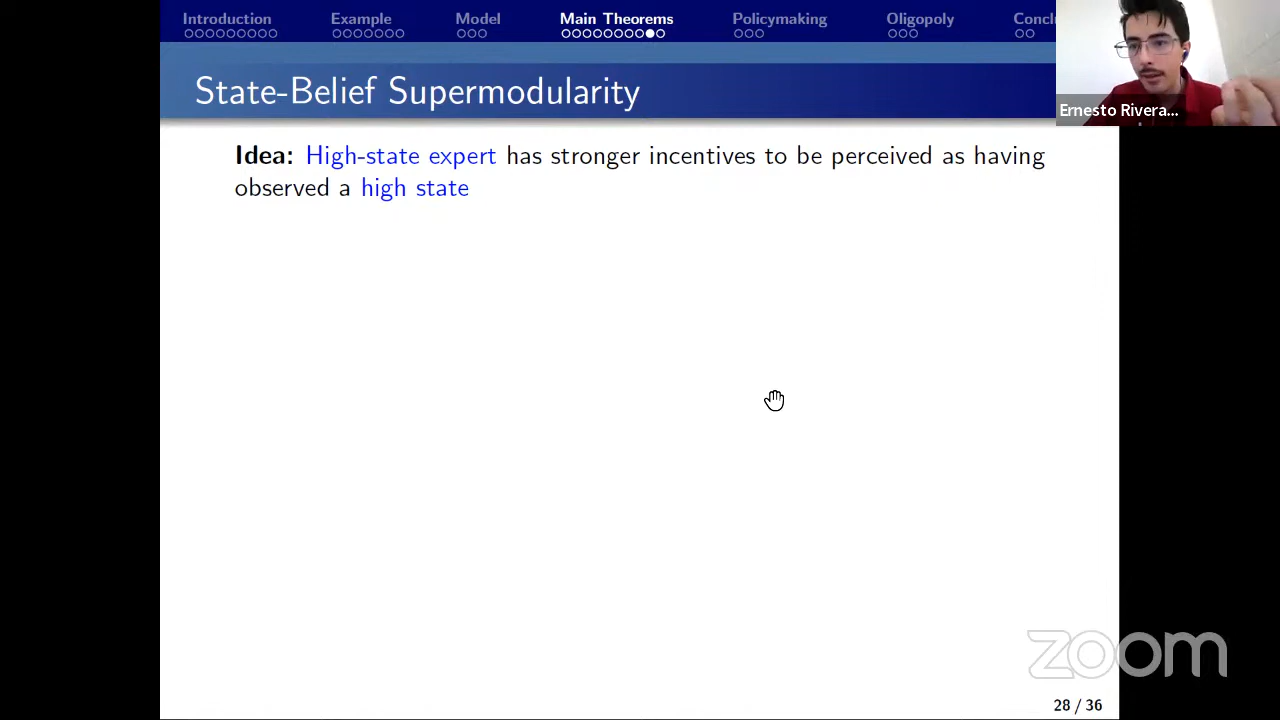 Introduction Example Model Main Theorems Policymaking Oligopoly Conclu
State-Belief Supermodularity
Ernesto Rivera...
Idea: High-state expert has stronger incentives to be perceived as having
observed a high state
zoom
28 / 36